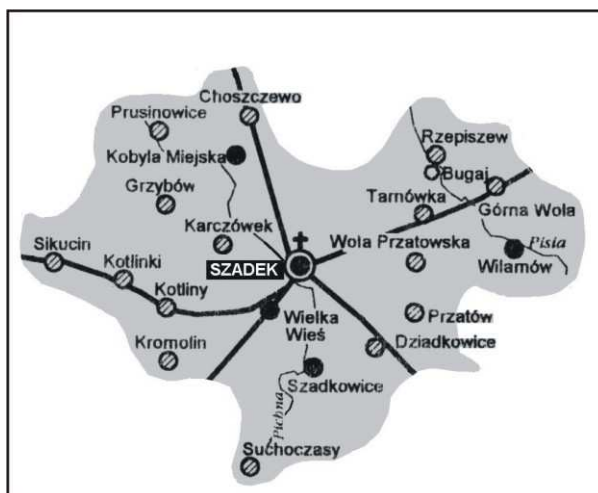 Choszczewo
Prusinowice
Rzepiszew
Kobyla Miejska
Bugaj
Grzybów
Tarnówka
Górna Wola
Karczówek
Sikucin
Wola Przatowska
Pisia
Kotlinki
SZADEK
Wilamów
Kotliny
Wielka
Wieś
Przatów
Kromolin
Dziadkowice
Szadkowice
Pichna
Suchoczasy